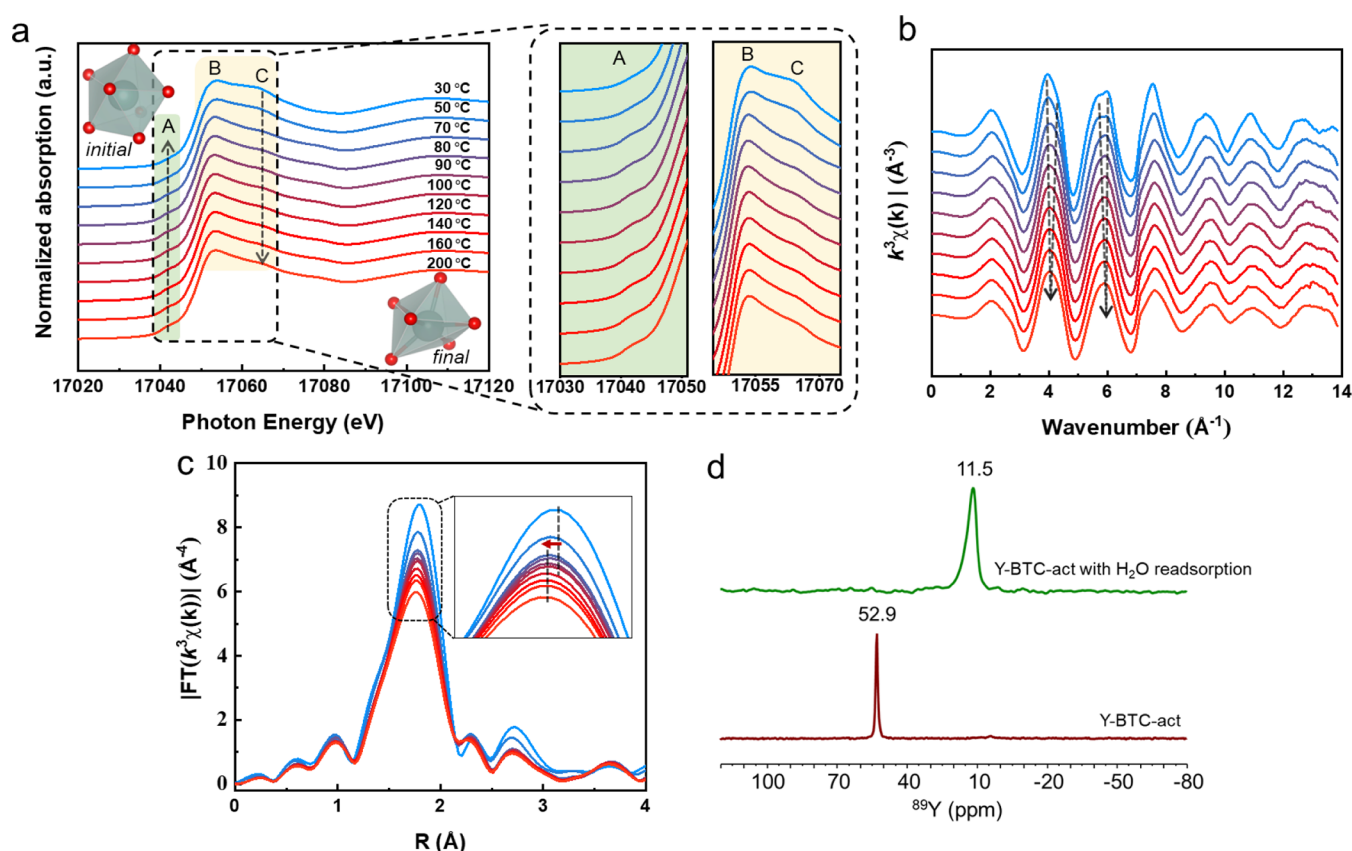 a
Normalized absorption (a.u.)
initial
A
B
C
30 °C
50 °C
70 °C
80 °C
90 °C
100 °C
120 °C
140 °C
160 °C
200 °C
final
17020 17040 17060 17080 17100 17120
Photon Energy (eV)
A
17030 17040 17050
B
C
17055 17070
b
k³χ(k) | (Å-³)
0 2 4 6 8 10 12 14
Wavenumber (Å-¹)
c
|FT(k³χ(k))| (Å-⁴)
10
8
6
4
2
0
0 1 2 3 4
R (Å)
d
11.5
Y-BTC-act with H₂O readsorption
52.9
Y-BTC-act
100 70 40 10 -20 -50 -80
⁸⁹Y (ppm)